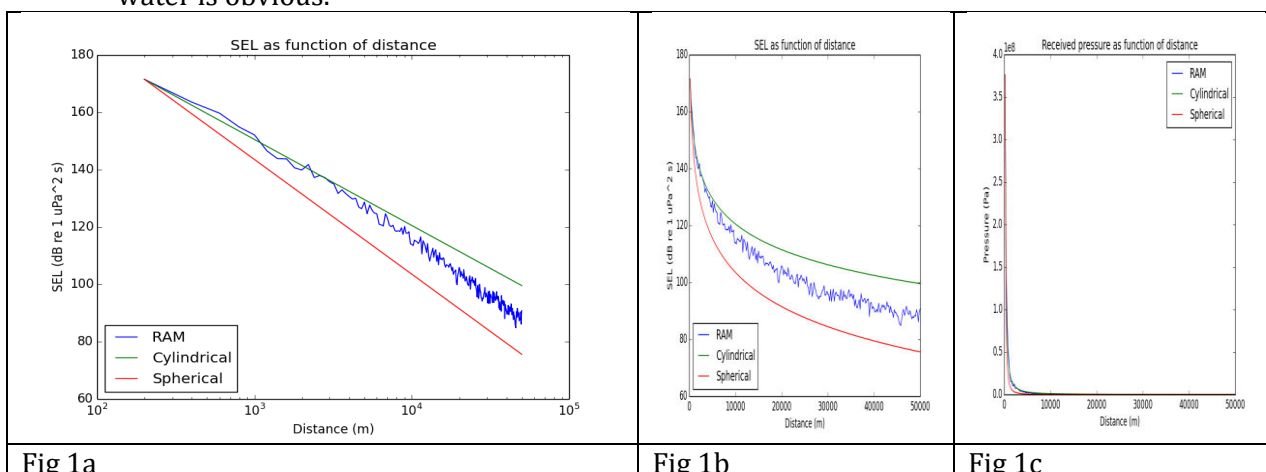 water is obvious.
SEL as function of distance
180
160
140
120
100
80
60
SEL (dB re 1 uPa^2 s)
RAM
Cylindrical
Spherical
10^2
10^3
10^4
10^5
Distance (m)
SEL as function of distance
180
160
140
120
100
80
60
SEL (dB re 1 uPa^2 s)
RAM
Cylindrical
Spherical
0
10000
20000
30000
40000
50000
Distance (m)
Received pressure as function of distance
1e8
4.0
3.5
3.0
2.5
2.0
1.5
1.0
0.5
0.0
Pressure (Pa)
RAM
Cylindrical
Spherical
0
10000
20000
30000
40000
50000
Distance (m)
Fig 1a
Fig 1b
Fig 1c